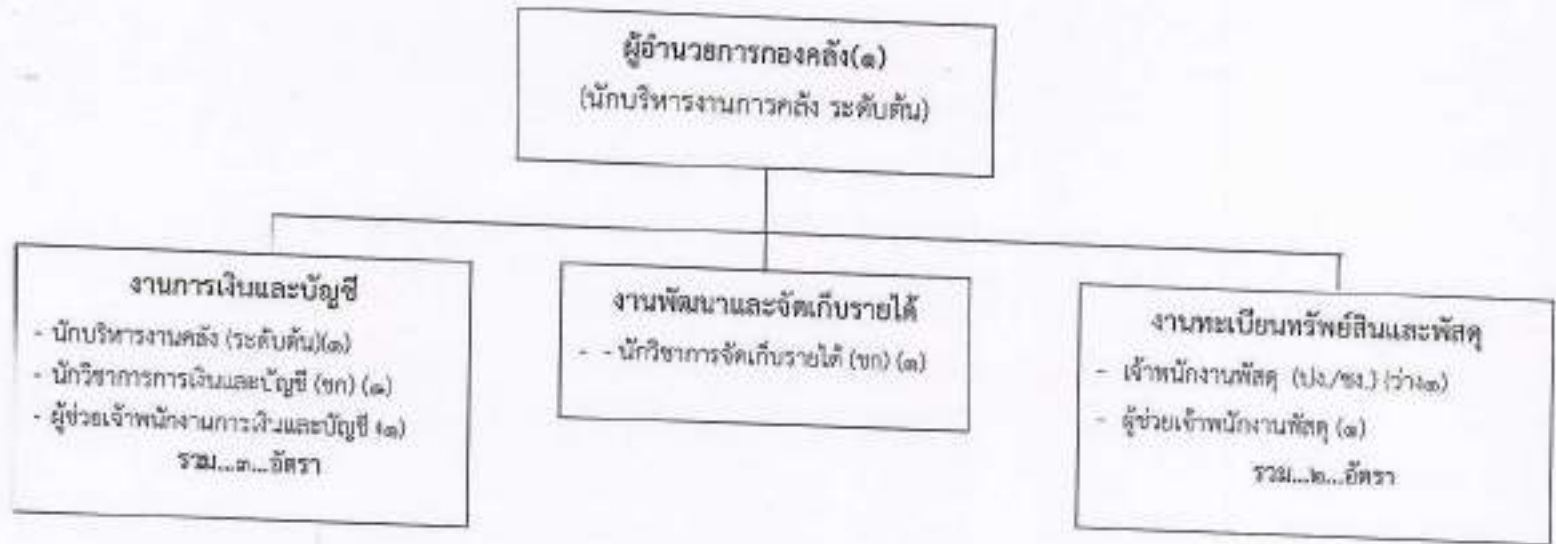 ผู้อำนวยการกองคลัง(๑)
(นักบริหารงานการคลัง ระดับต้น)
งานการเงินและบัญชี
- นักบริหารงานคลัง (ระดับต้น)(๑)
- นักวิชาการการเงินและบัญชี (ชก) (๑)
- ผู้ช่วยเจ้าพนักงานการเงินและบัญชี (๑)
รวม...๓...อัตรา
งานพัฒนาและจัดเก็บรายได้
- - นักวิชาการจัดเก็บรายได้ (ชก) (๑)
งานทะเบียนทรัพย์สินและพัสดุ
- เจ้าพนักงานพัสดุ (ปง./ชง.) (ว่าง๑)
- ผู้ช่วยเจ้าพนักงานพัสดุ (๑)
รวม...๒...อัตรา